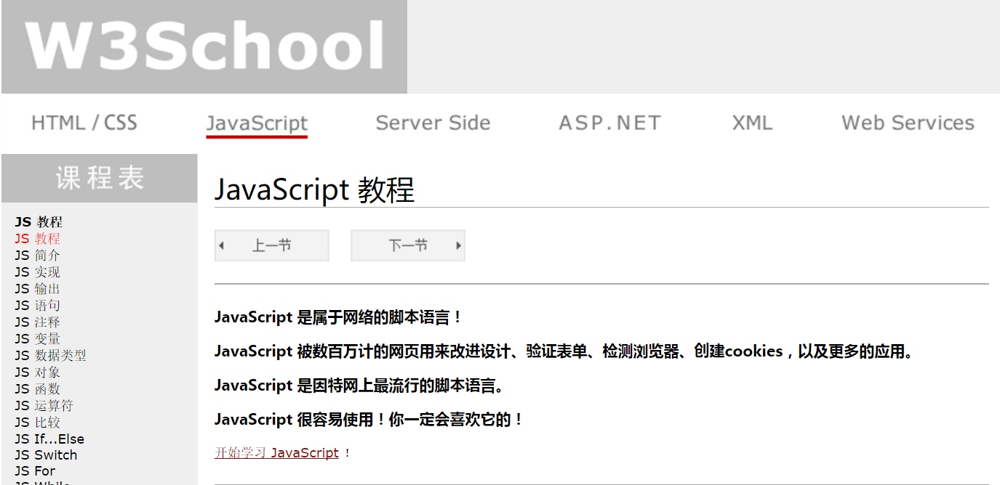 W3School
HTML / CSS JavaScript Server Side ASP.NET XML Web Services
课程表
JS 教程
JS 教程
JS 简介
JS 实现
JS 输出
JS 语句
JS 注释
JS 变量
JS 数据类型
JS 对象
JS 函数
JS 运算符
JS 比较
JS If...Else
JS Switch
JS For
JS While
JavaScript 教程
上一节 下一节
JavaScript 是属于网络的脚本语言！
JavaScript 被数百万计的网页用来改进设计、验证表单、检测浏览器、创建cookies，以及更多的应用。
JavaScript 是因特网上最流行的脚本语言。
JavaScript 很容易使用！你一定会喜欢它的！
开始学习 JavaScript ！